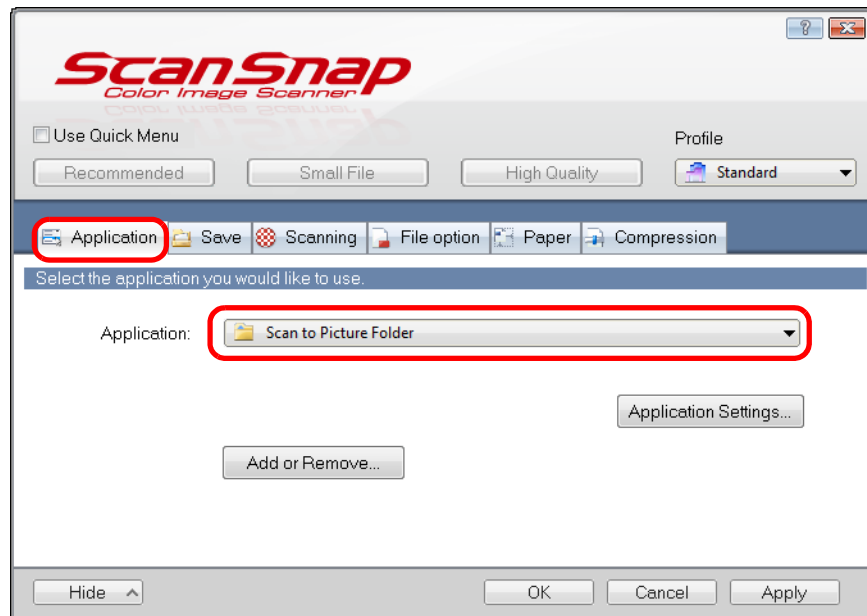 ?
ScanSnap
Color Image Scanner
Use Quick Menu
Profile
Recommended Small File High Quality Standard
Application Save Scanning File option Paper Compression
Select the application you would like to use.
Application: Scan to Picture Folder
Application Settings...
Add or Remove...
Hide OK Cancel Apply